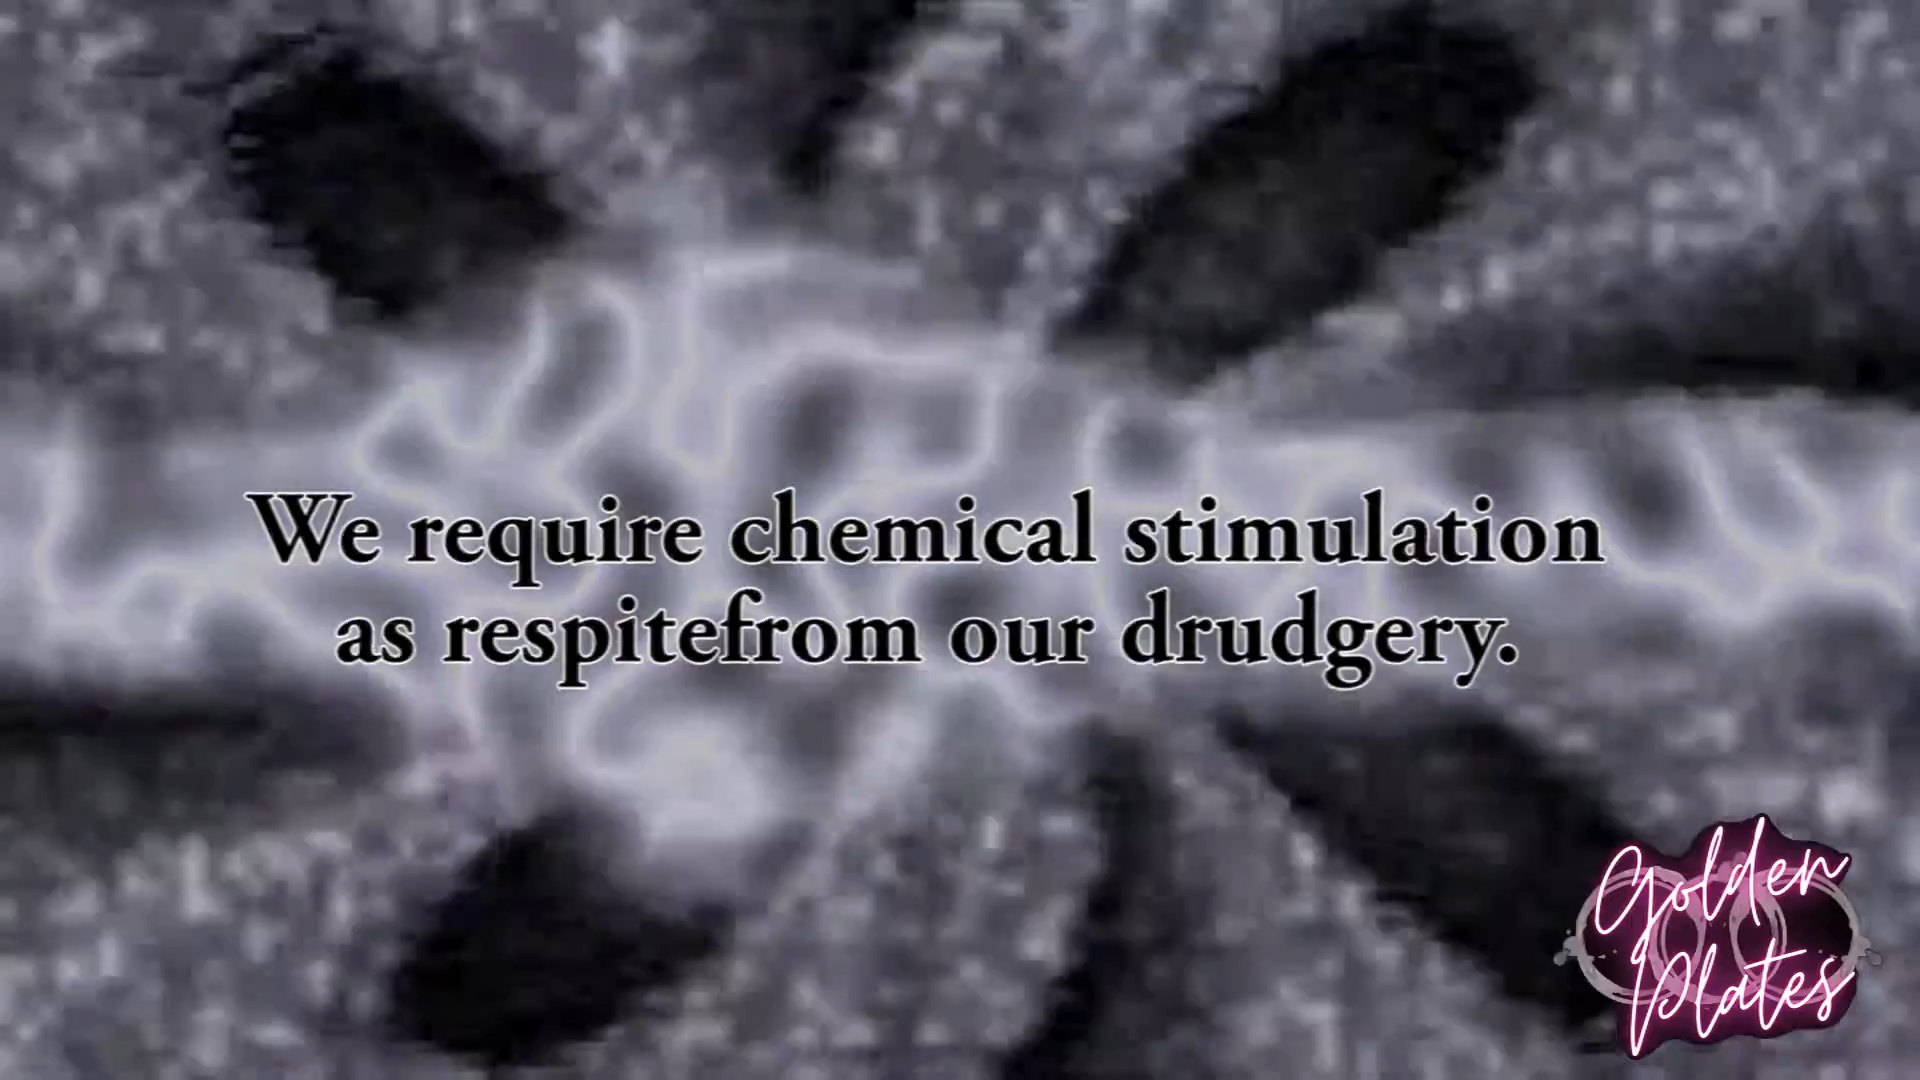 We require chemical stimulation
as respitefrom our drudgery.
Golden
Plates